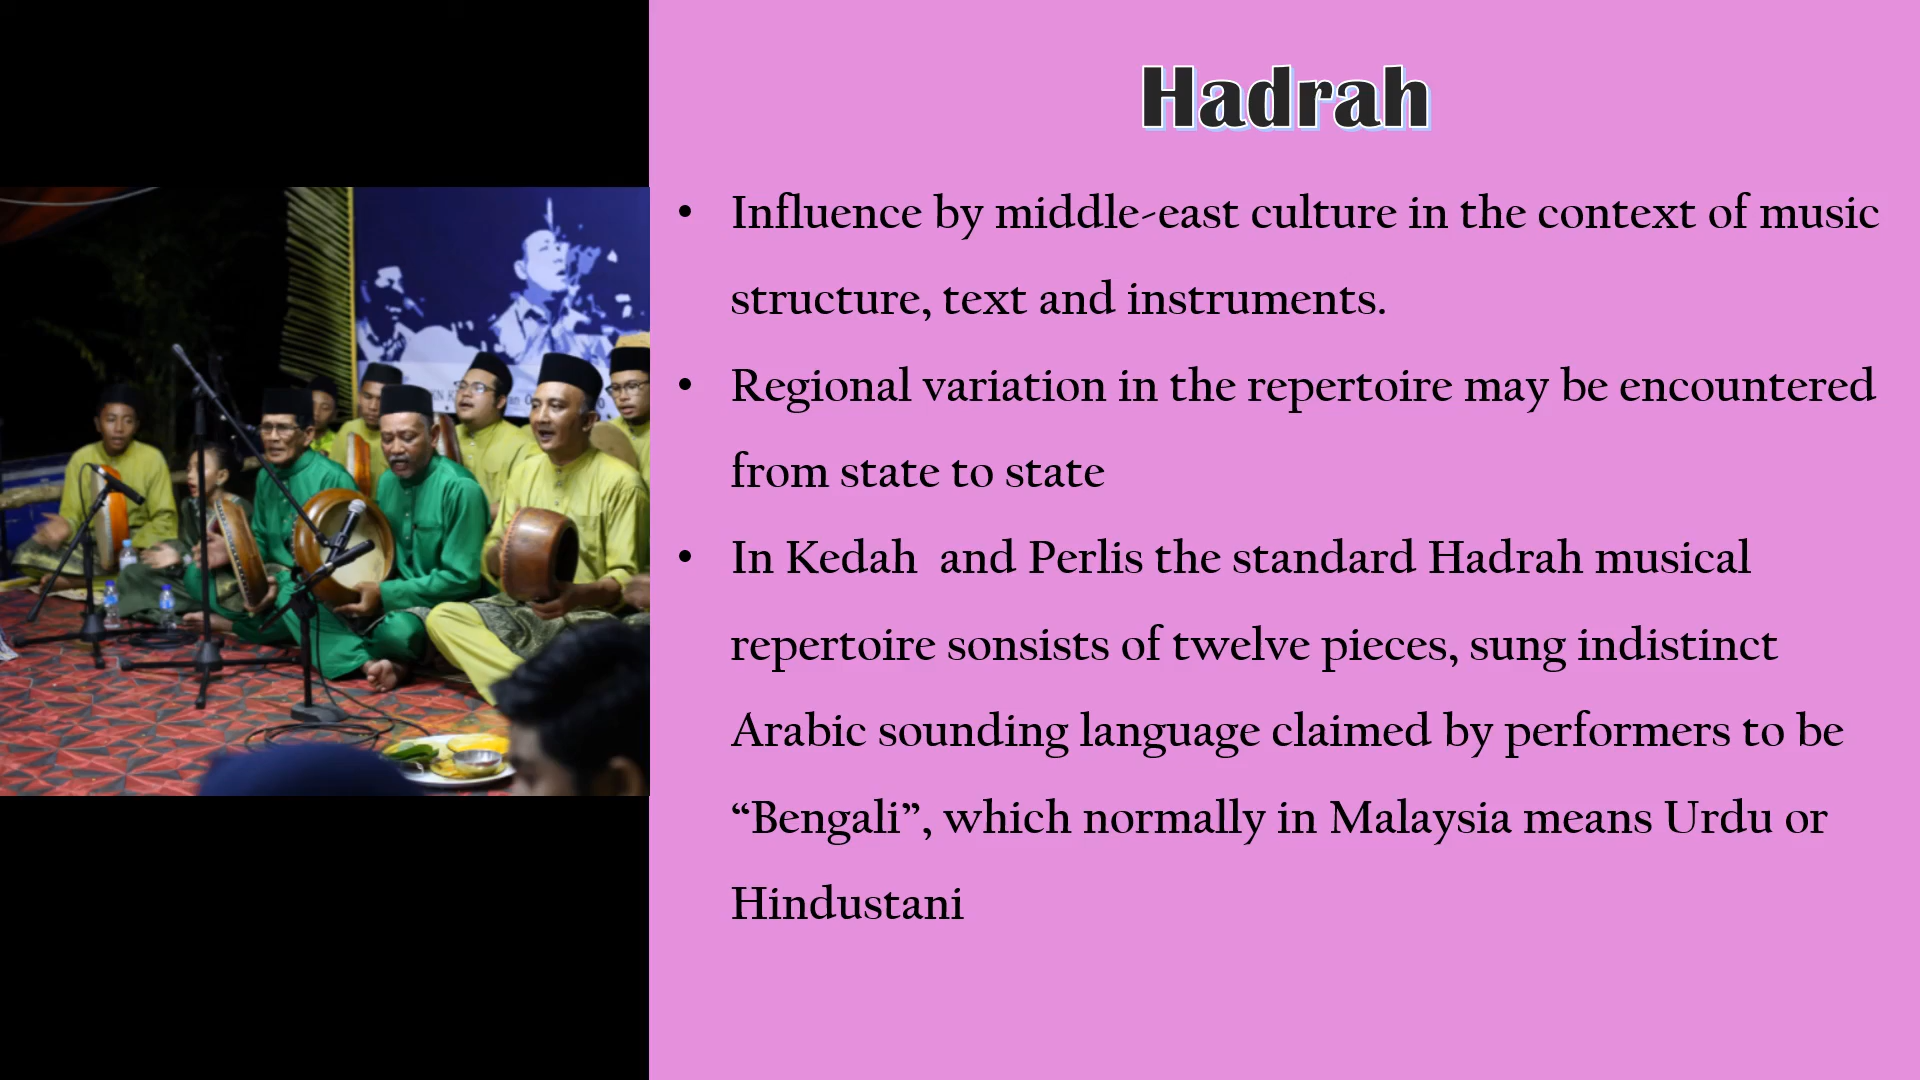 Hadrah
• Influence by middle-east culture in the context of music
structure, text and instruments.
• Regional variation in the repertoire may be encountered
from state to state
• In Kedah  and Perlis the standard Hadrah musical
repertoire sonsists of twelve pieces, sung indistinct
Arabic sounding language claimed by performers to be
“Bengali”, which normally in Malaysia means Urdu or
Hindustani